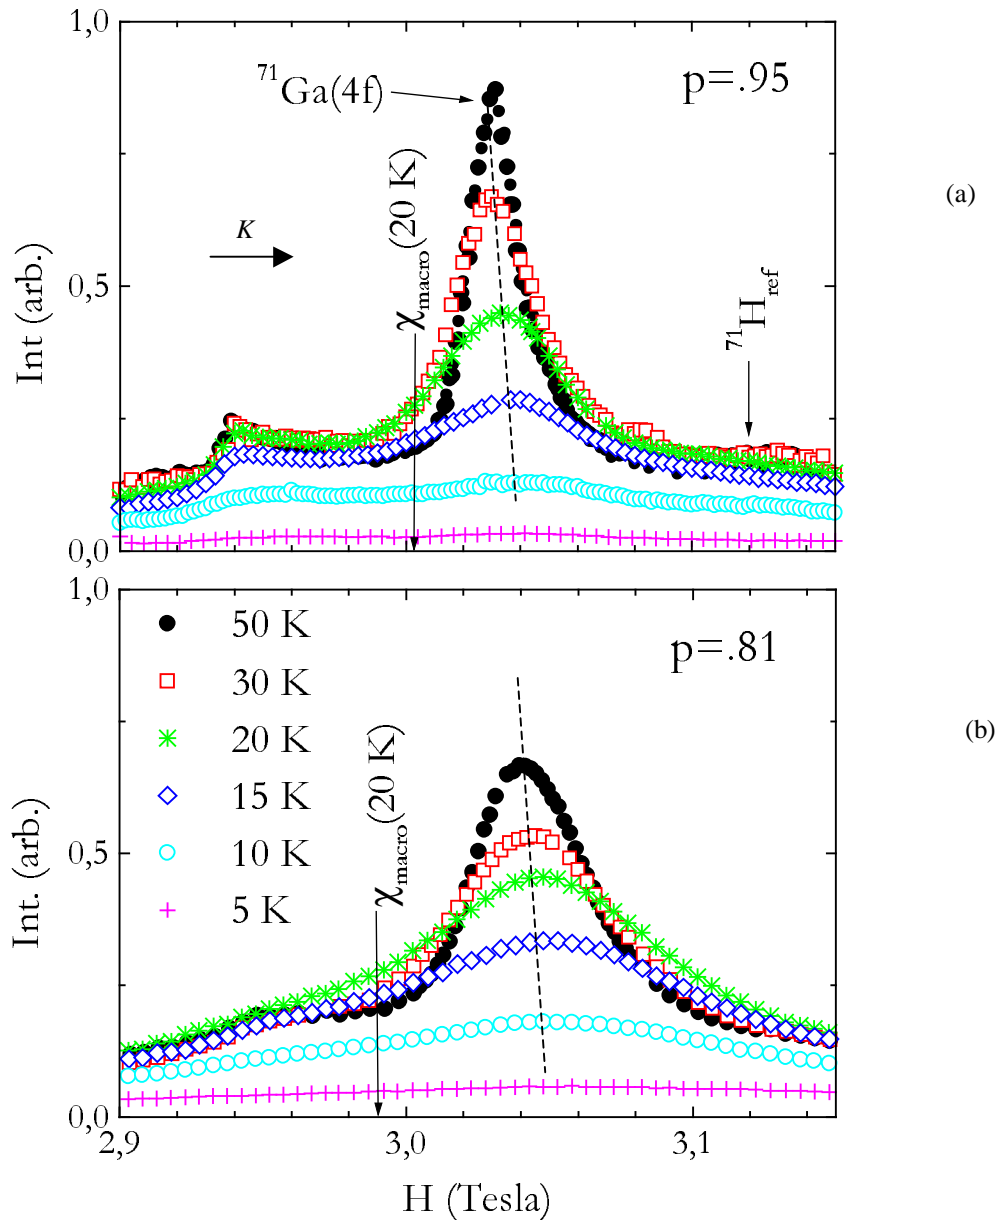 1,0
⁷¹Ga(4f)
p=.95
χmacro(20 K)
(a)
K
0,5
⁷¹Href
Int (arb.)
0,0
1,0
50 K
p=.81
30 K
(b)
20 K
χmacro(20 K)
15 K
0,5
10 K
5 K
Int. (arb.)
0,0
2,9 3,0 3,1
H (Tesla)